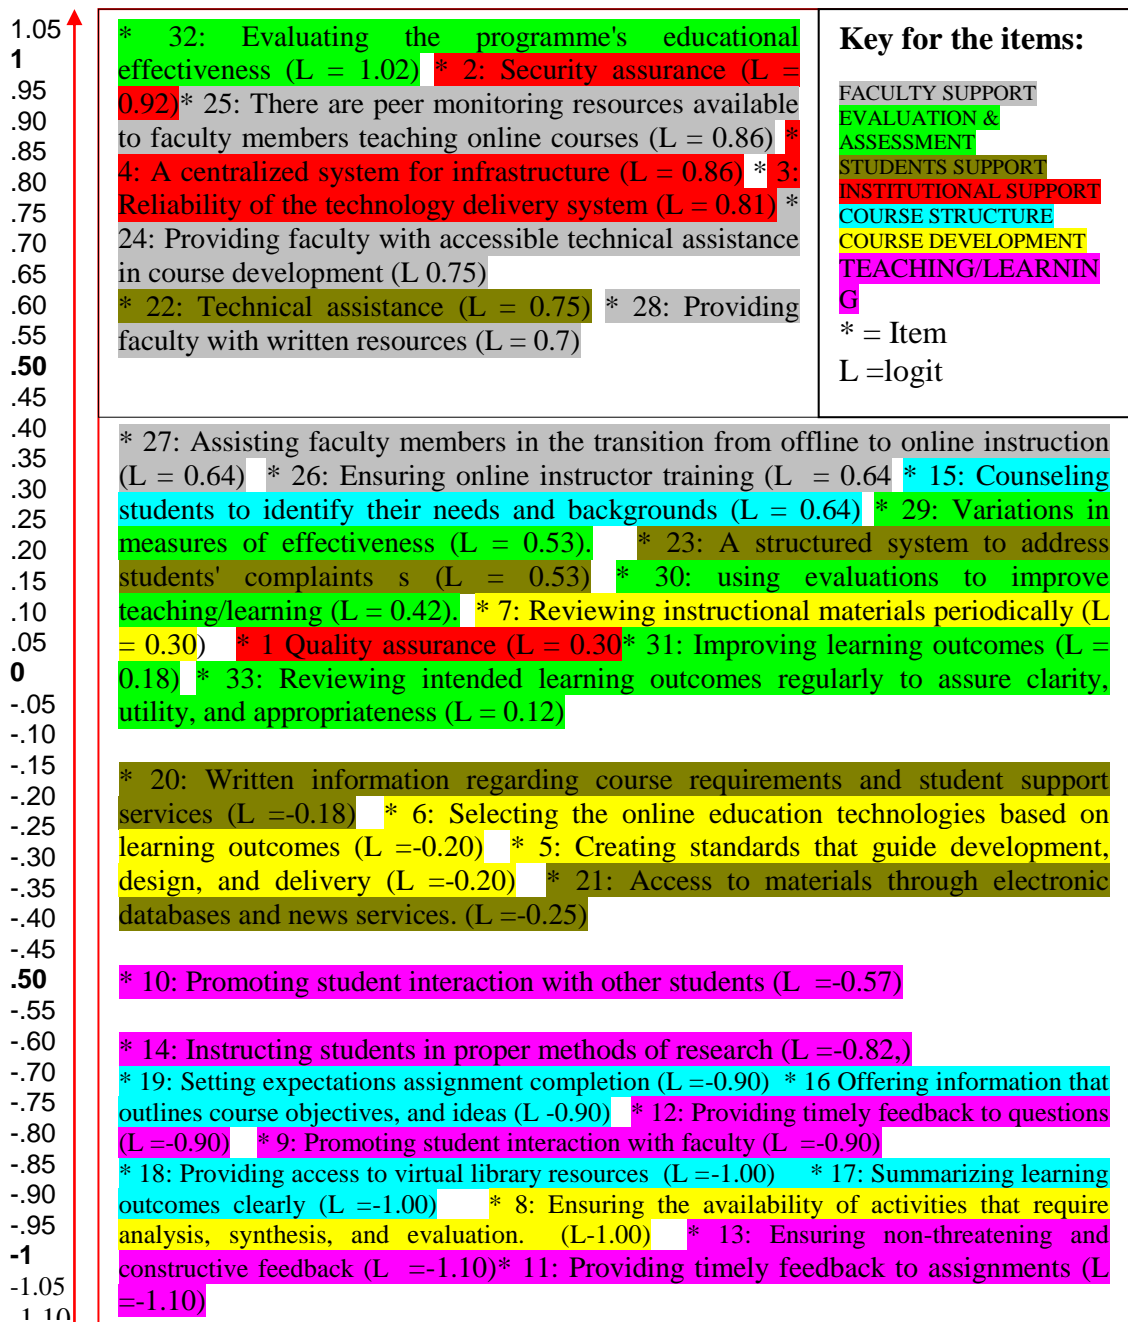 1.05
1
.95
.90
.85
.80
.75
.70
.65
.60
.55
.50
.45
.40
.35
.30
.25
.20
.15
.10
.05
0
-.05
-.10
-.15
-.20
-.25
-.30
-.35
-.40
-.45
.50
-.55
-.60
-.70
-.75
-.80
-.85
-.90
-.95
-1
-1.05
-1.10
* 32: Evaluating the programme's educational
effectiveness (L = 1.02) * 2: Security assurance (L =
0.92)* 25: There are peer monitoring resources available
to faculty members teaching online courses (L = 0.86) *
4: A centralized system for infrastructure (L = 0.86) * 3:
Reliability of the technology delivery system (L = 0.81) *
24: Providing faculty with accessible technical assistance
in course development (L 0.75)
* 22: Technical assistance (L = 0.75) * 28: Providing
faculty with written resources (L = 0.7)
Key for the items:
FACULTY SUPPORT
EVALUATION &
ASSESSMENT
STUDENTS SUPPORT
INSTITUTIONAL SUPPORT
COURSE STRUCTURE
COURSE DEVELOPMENT
TEACHING/LEARNIN
G
* = Item
L =logit
* 27: Assisting faculty members in the transition from offline to online instruction
(L = 0.64) * 26: Ensuring online instructor training (L = 0.64 * 15: Counseling
students to identify their needs and backgrounds (L = 0.64) * 29: Variations in
measures of effectiveness (L = 0.53). * 23: A structured system to address
students' complaints s (L = 0.53) * 30: using evaluations to improve
teaching/learning (L = 0.42). * 7: Reviewing instructional materials periodically (L
= 0.30) * 1 Quality assurance (L = 0.30* 31: Improving learning outcomes (L =
0.18) * 33: Reviewing intended learning outcomes regularly to assure clarity,
utility, and appropriateness (L = 0.12)
* 20: Written information regarding course requirements and student support
services (L =-0.18) * 6: Selecting the online education technologies based on
learning outcomes (L =-0.20) * 5: Creating standards that guide development,
design, and delivery (L =-0.20) * 21: Access to materials through electronic
databases and news services. (L =-0.25)
* 10: Promoting student interaction with other students (L =-0.57)
* 14: Instructing students in proper methods of research (L =-0.82,)
* 19: Setting expectations assignment completion (L =-0.90) * 16 Offering information that
outlines course objectives, and ideas (L -0.90) * 12: Providing timely feedback to questions
(L =-0.90) * 9: Promoting student interaction with faculty (L =-0.90)
* 18: Providing access to virtual library resources (L =-1.00) * 17: Summarizing learning
outcomes clearly (L =-1.00) * 8: Ensuring the availability of activities that require
analysis, synthesis, and evaluation. (L-1.00) * 13: Ensuring non-threatening and
constructive feedback (L =-1.10)* 11: Providing timely feedback to assignments (L
=-1.10)